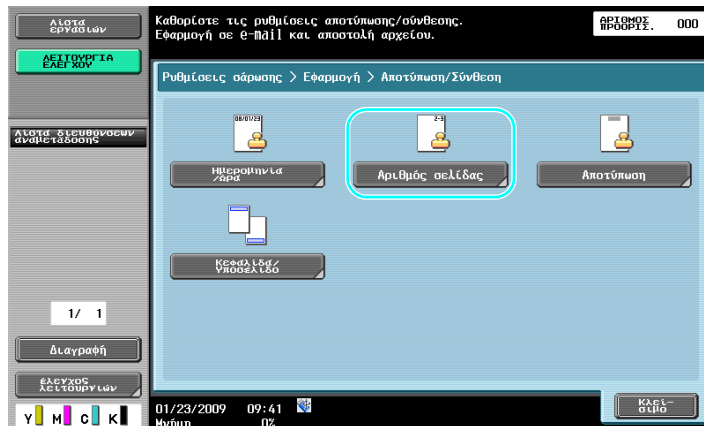 Λίστα
εργασιών
ΛΕΙΤΟΥΡΓΙΑ
ΕΛΕΓΧΟΥ
Λίστα διευθύνσεων
αναμετάδοσης
1/ 1
Διαγραφή
έλεγχος
λειτουργιών
Y M C K
Καθορίστε τις ρυθμίσεις αποτύπωσης/σύνθεσης.
Εφαρμογή σε e-mail και αποστολή αρχείου.
ΑΡΙΘΜΟΣ
ΠΡΟΟΡΙΣ.
000
Ρυθμίσεις σάρωσης > Εφαρμογή > Αποτύπωση/Σύνθεση
08/01/23
2-3
Ημερομηνία
/Ώρα
Αριθμός σελίδας
Αποτύπωση
Κεφαλίδα/
Υποσέλιδο
01/23/2009 09:41
Μνήμη 0%
Κλεί-
σιμο